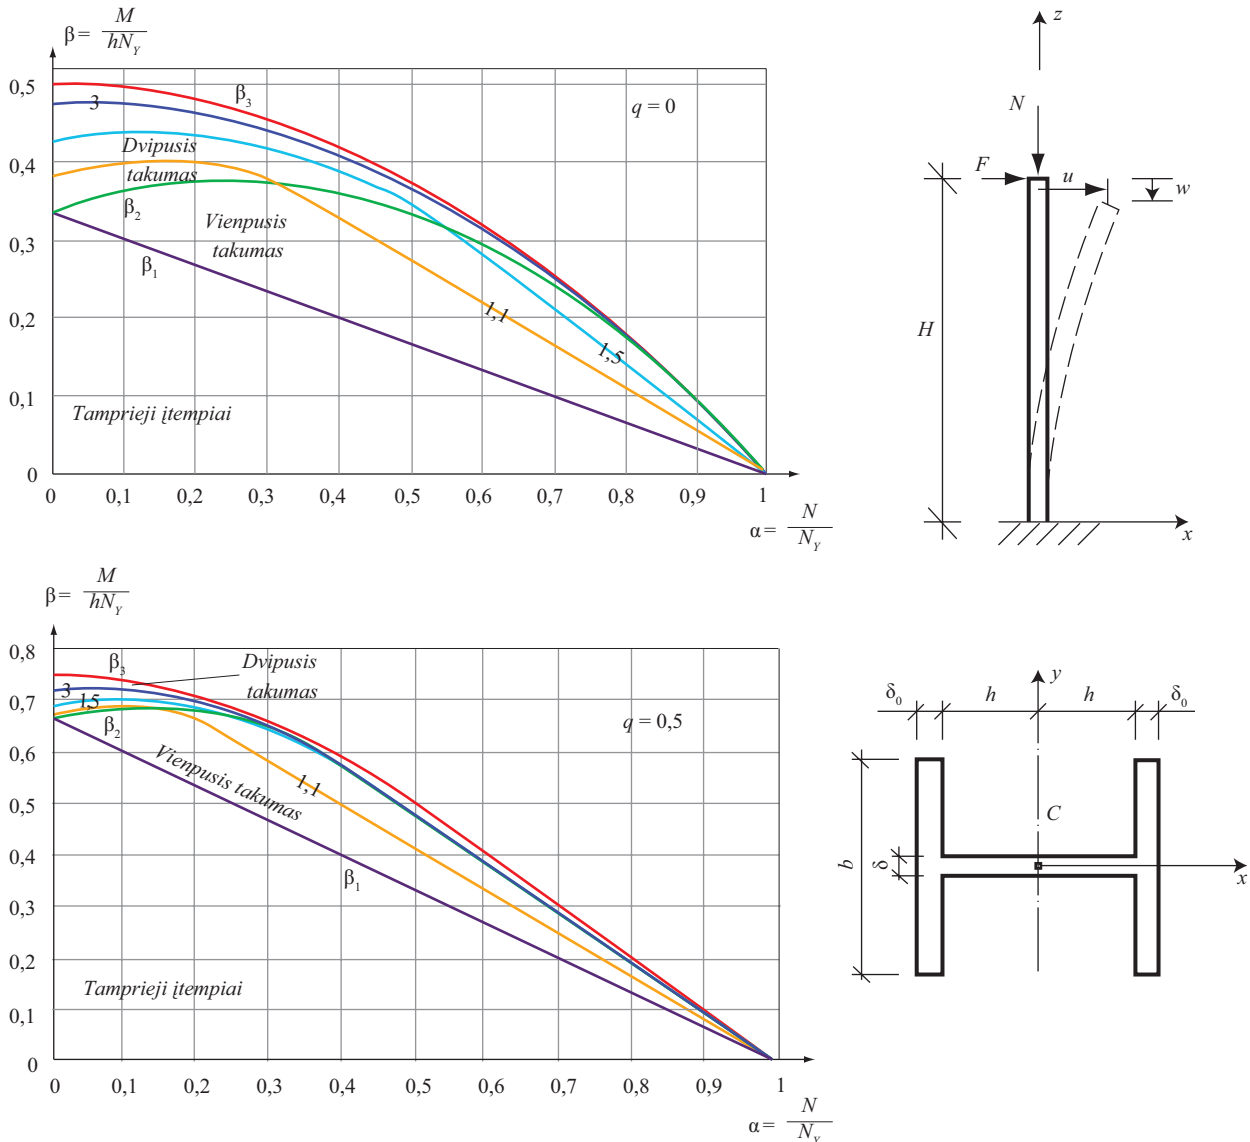 β = M / hN_Y
0,5
0,4
0,3
0,2
0,1
0
β₃
3
q = 0
Dvipusis
takumas
β₂
Vienpusis
takumas
β₁
1,1
1,5
Tamprieji įtempiai
0 0,1 0,2 0,3 0,4 0,5 0,6 0,7 0,8 0,9 1
α = N / N_Y
z
N
F
u
w
H
x
β = M / hN_Y
0,8
0,7
0,6
0,5
0,4
0,3
0,2
0,1
0
β₃
Dvipusis
takumas
3
1,5
β₂
q = 0,5
Vienpusis takumas
1,1
β₁
Tamprieji įtempiai
0 0,1 0,2 0,3 0,4 0,5 0,6 0,7 0,8 0,9 1
α = N / N_Y
y
δ₀ h h δ₀
C
b
δ
x